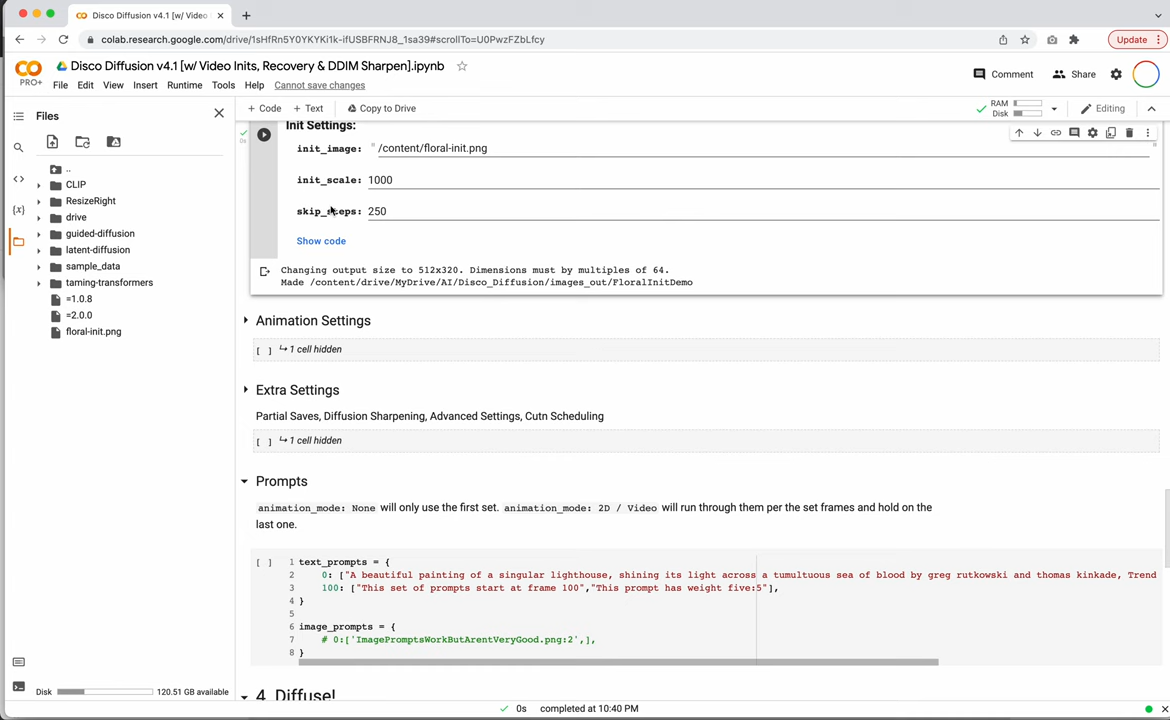 Disco Diffusion v4.1 [w/ Video
Update
colab.research.google.com/drive/1sHfRn5Y0YKYKi1k-ifUSBFRNJ8_1sa39#scrollTo=U0PwzFZbLfcy
PRO+
Disco Diffusion v4.1 [w/ Video Inits, Recovery & DDIM Sharpen].ipynb
File Edit View Insert Runtime Tools Help Cannot save changes
Comment Share
Files
+ Code + Text Copy to Drive
RAM
Disk
Editing
..
CLIP
ResizeRight
drive
guided-diffusion
latent-diffusion
sample_data
taming-transformers
=1.0.8
=2.0.0
floral-init.png
Disk 120.51 GB available
0s
Init Settings:
init_image: " /content/floral-init.png "
init_scale: 1000
skip_steps: 250
Show code
Changing output size to 512x320. Dimensions must by multiples of 64.
Made /content/drive/MyDrive/AI/Disco_Diffusion/images_out/FloralInitDemo
Animation Settings
[ ] ↳ 1 cell hidden
Extra Settings
Partial Saves, Diffusion Sharpening, Advanced Settings, Cutn Scheduling
[ ] ↳ 1 cell hidden
Prompts
animation_mode: None will only use the first set. animation_mode: 2D / Video will run through them per the set frames and hold on the
last one.
[ ] 1 text_prompts = {
2 0: ["A beautiful painting of a singular lighthouse, shining its light across a tumultuous sea of blood by greg rutkowski and thomas kinkade, Trend
3 100: ["This set of prompts start at frame 100","This prompt has weight five:5"],
4 }
5
6 image_prompts = {
7 # 0:['ImagePromptsWorkButArentVeryGood.png:2',],
8 }
4. Diffuse!
0s completed at 10:40 PM